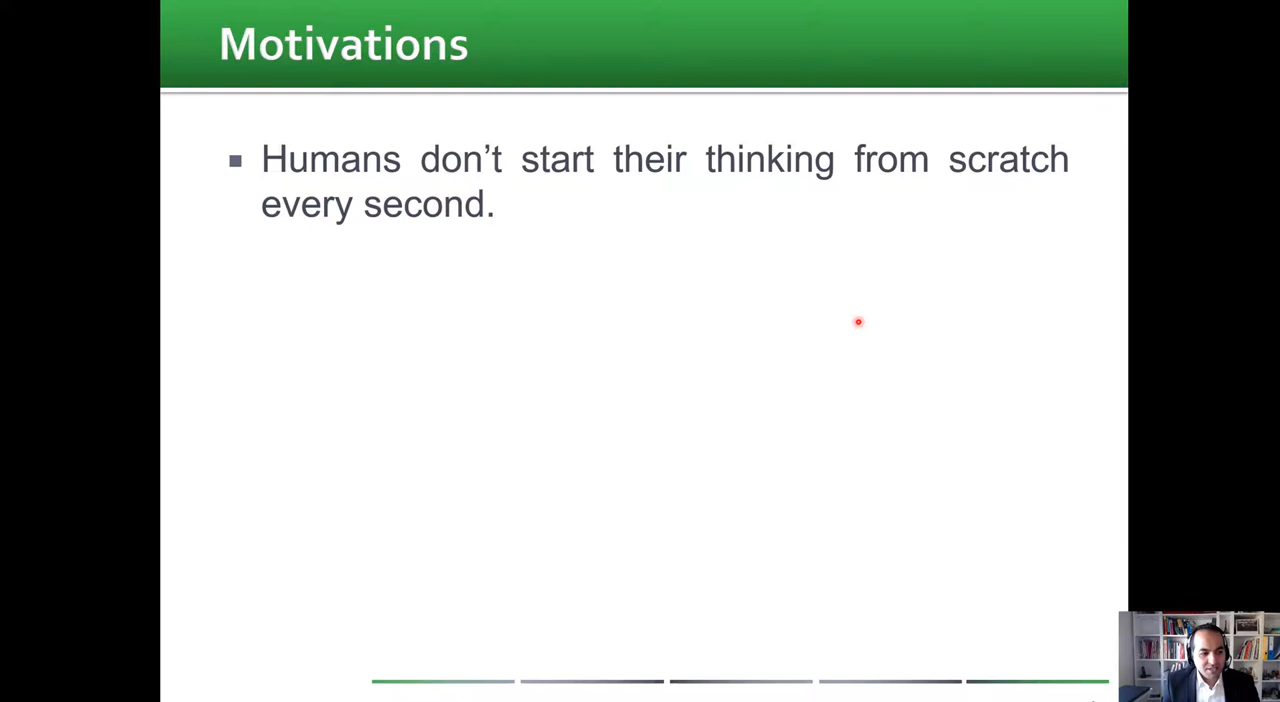 Motivations
Humans don’t start their thinking from scratch
every second.